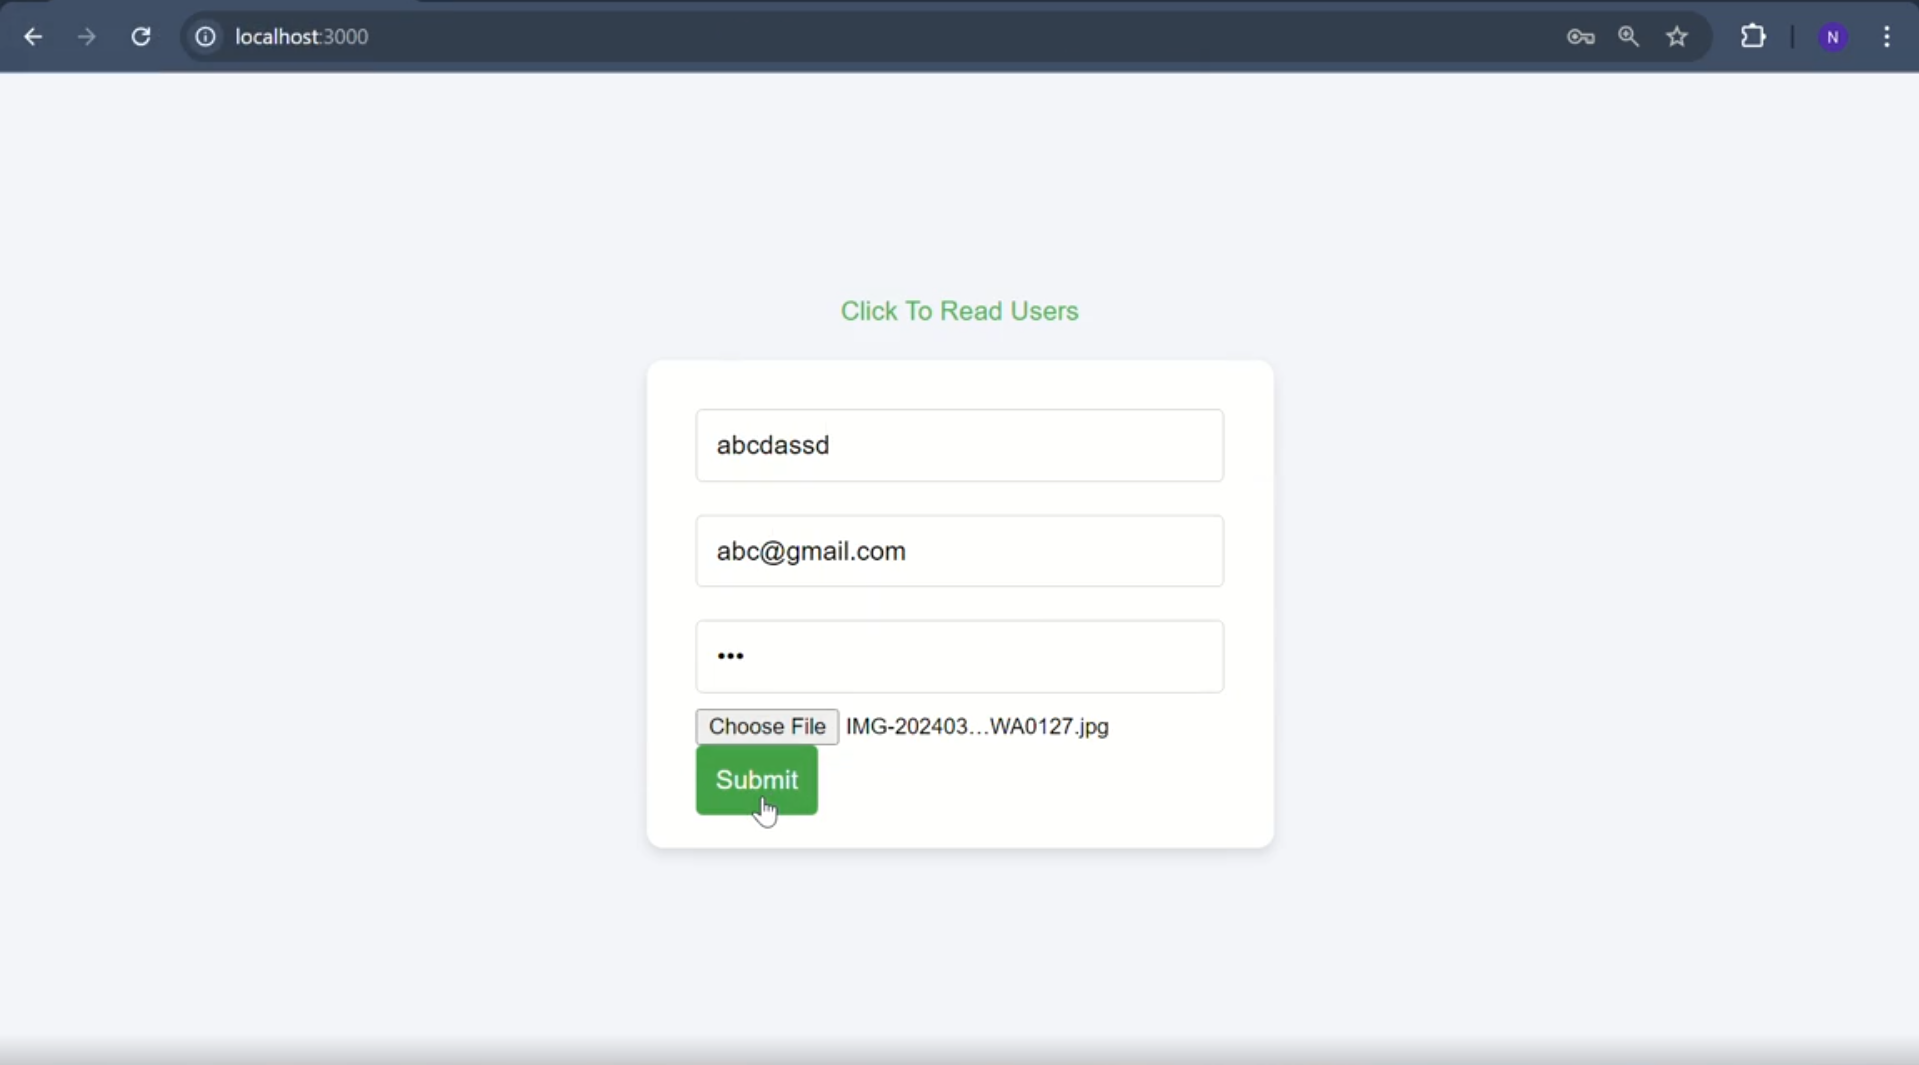 localhost:3000
N
Click To Read Users
abcdassd
abc@gmail.com
•••
Choose File IMG-202403...WA0127.jpg
Submit